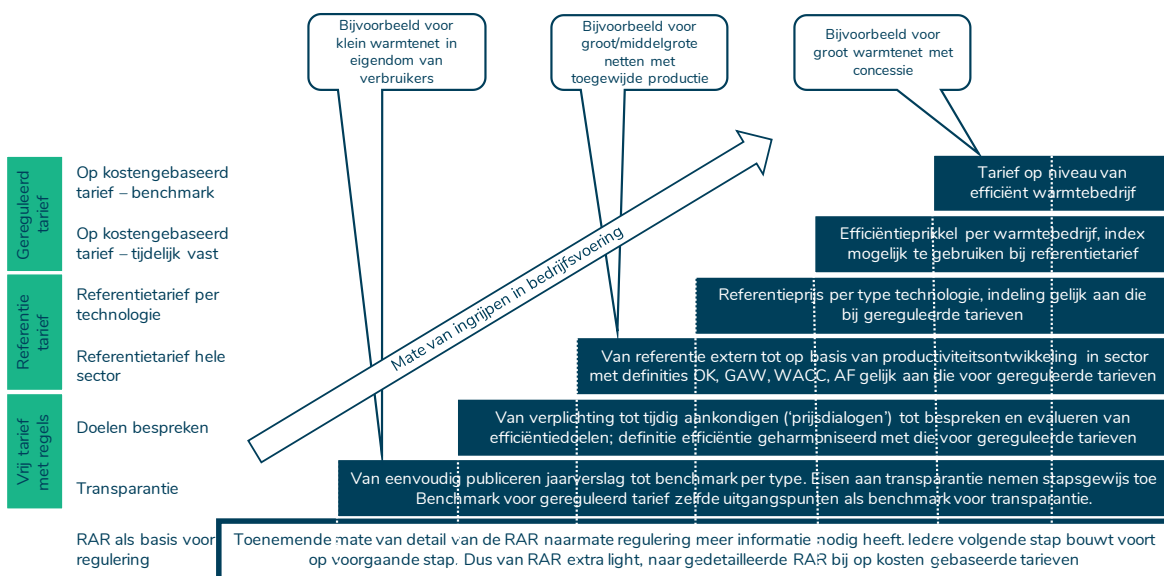 Bijvoorbeeld voor
klein warmtenet in
eigendom van
verbruikers
Bijvoorbeeld voor
groot/middelgrote
netten met
toegewijde productie
Bijvoorbeeld voor
groot warmtenet met
concessie
Mate van ingrijpen in bedrijfsvoering
Gereguleerd
tarief
Op kostengebaseerd
tarief – benchmark
Tarief op niveau van
efficiënt warmtebedrijf
Op kostengebaseerd
tarief – tijdelijk vast
Efficiëntieprikkel per warmtebedrijf, index
mogelijk te gebruiken bij referentietarief
Referentie
tarief
Referentietarief per
technologie
Referentieprijs per type technologie, indeling gelijk aan die
bij gereguleerde tarieven
Referentietarief hele
sector
Van referentie extern tot op basis van productiviteitsontwikkeling in sector
met definities OK, GAW, WACC, AF gelijk aan die voor gereguleerde tarieven
Vrij tarief
met regels
Doelen bespreken
Van verplichting tot tijdig aankondigen (‘prijsdialogen’) tot bespreken en evalueren van
efficiëntiedoelen; definitie efficiëntie geharmoniseerd met die voor gereguleerde tarieven
Transparantie
Van eenvoudig publiceren jaarverslag tot benchmark per type. Eisen aan transparantie nemen stapsgewijs toe
Benchmark voor gereguleerd tarief zelfde uitgangspunten als benchmark voor transparantie.
RAR als basis voor
regulering
Toenemende mate van detail van de RAR naarmate regulering meer informatie nodig heeft. Iedere volgende stap bouwt voort
op voorgaande stap. Dus van RAR extra light, naar gedetailleerde RAR bij op kosten gebaseerde tarieven